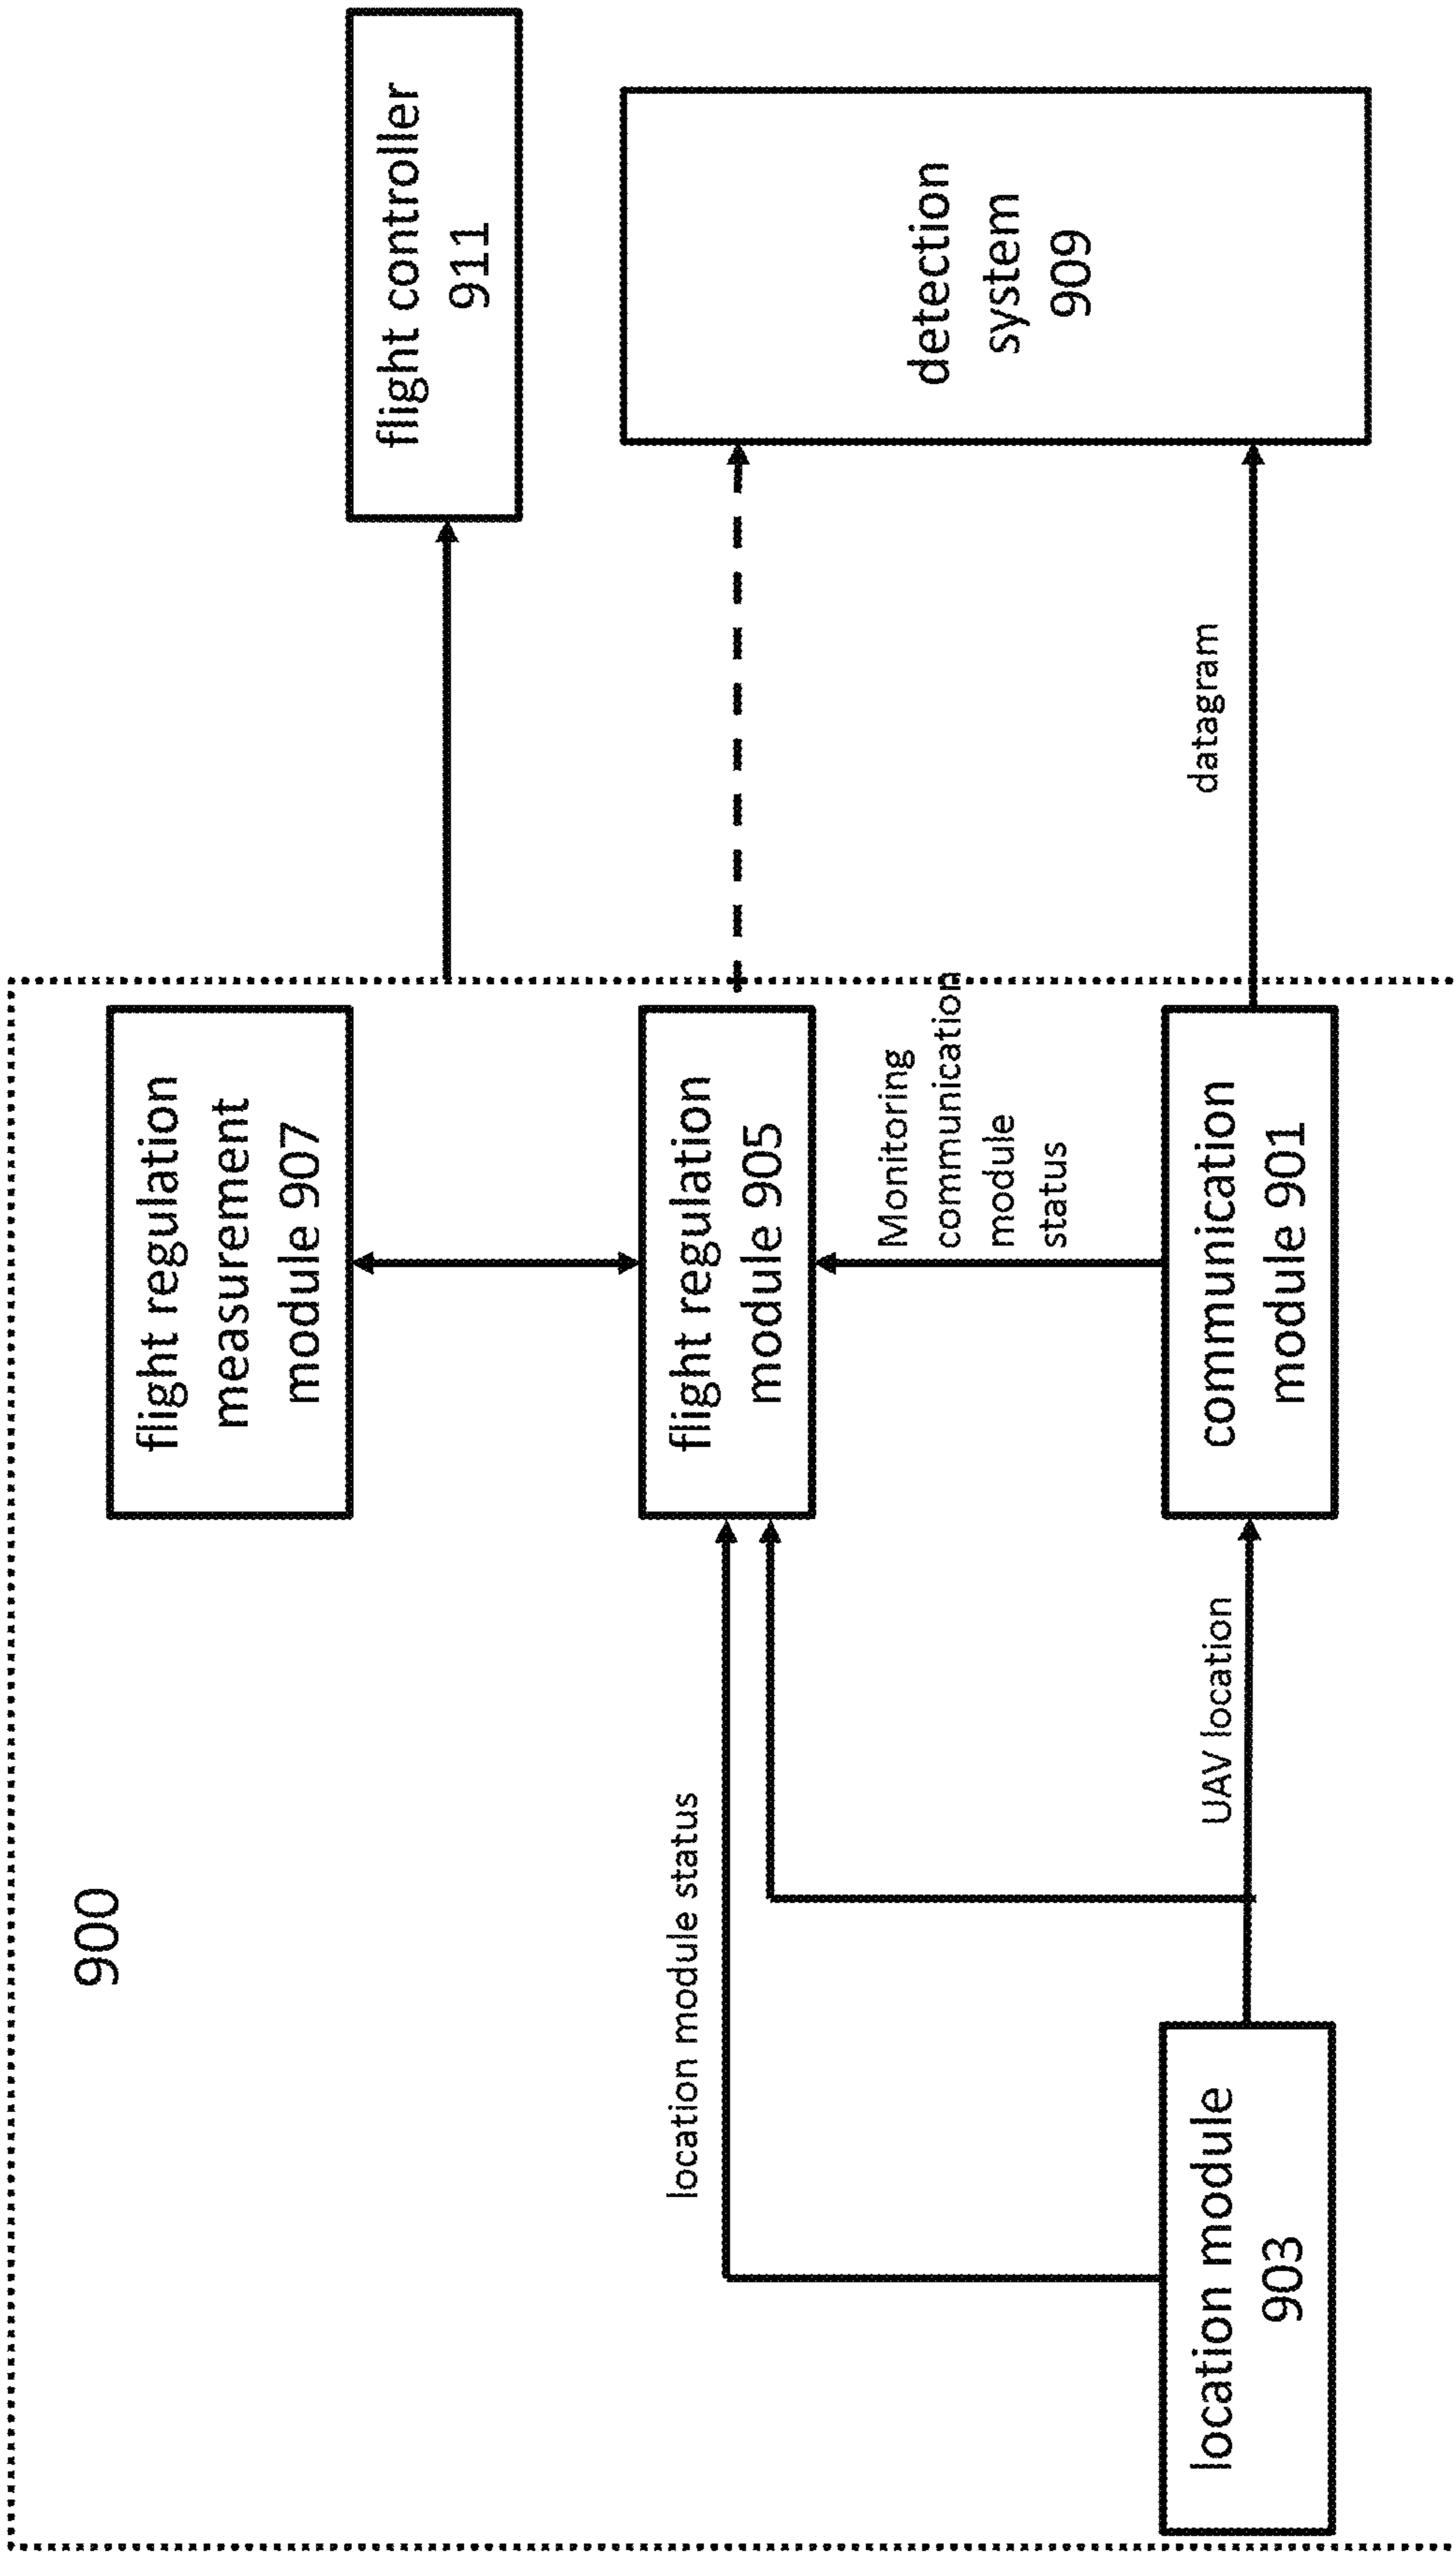 900
flight regulation
measurement
module 907
flight controller
911
location module status
flight regulation
module 905
Monitoring
communication
module
status
detection
system
909
UAV location
datagram
location module
903
communication
module 901